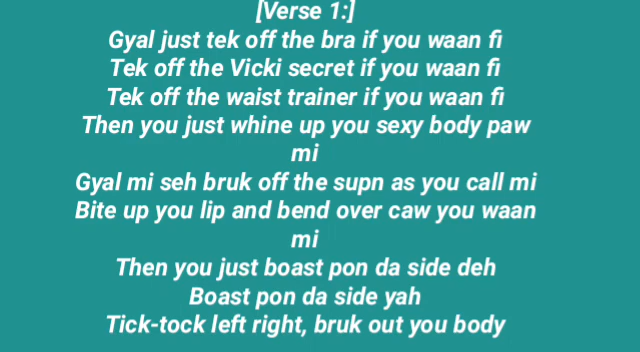 [Verse 1:]
Gyal just tek off the bra if you waan fi
Tek off the Vicki secret if you waan fi
Tek off the waist trainer if you waan fi
Then you just whine up you sexy body paw
mi
Gyal mi seh bruk off the supn as you call mi
Bite up you lip and bend over caw you waan
mi
Then you just boast pon da side deh
Boast pon da side yah
Tick-tock left right, bruk out you body